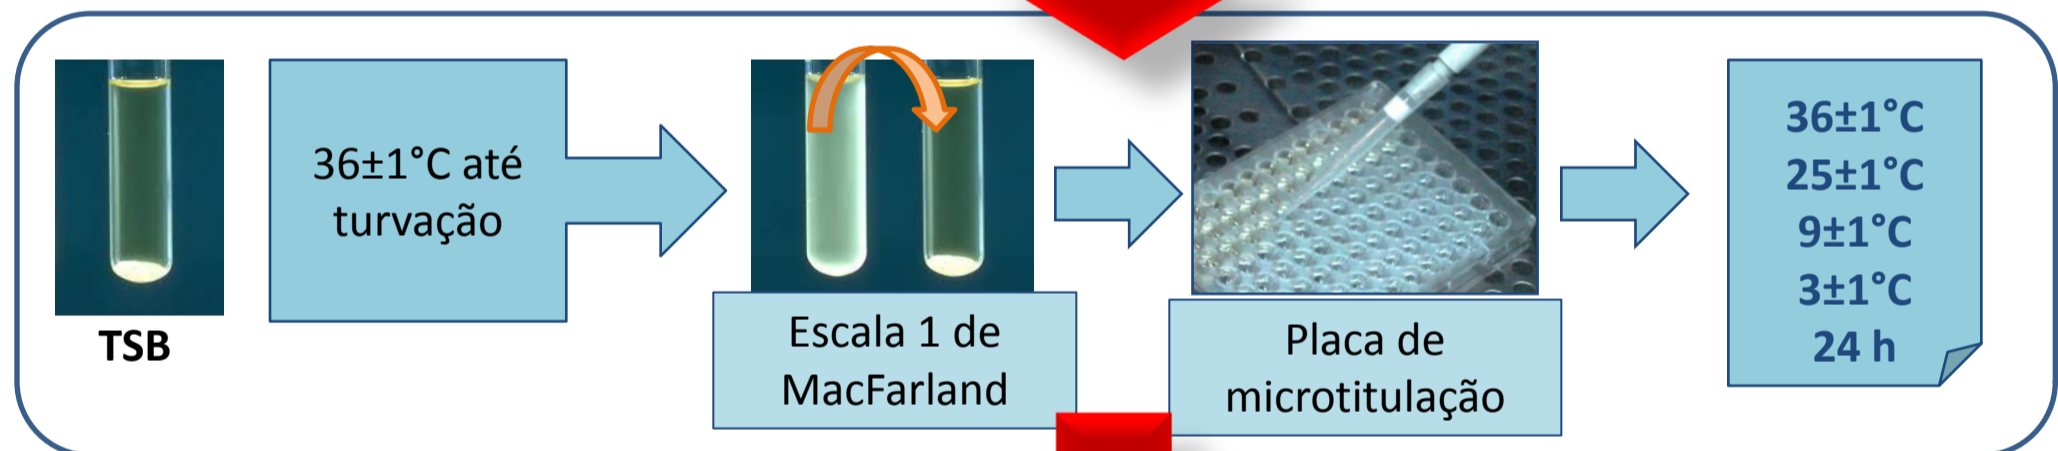 TSB
36±1°C até
turvação
Escala 1 de
MacFarland
Placa de
microtitulação
36±1°C
25±1°C
9±1°C
3±1°C
24 h